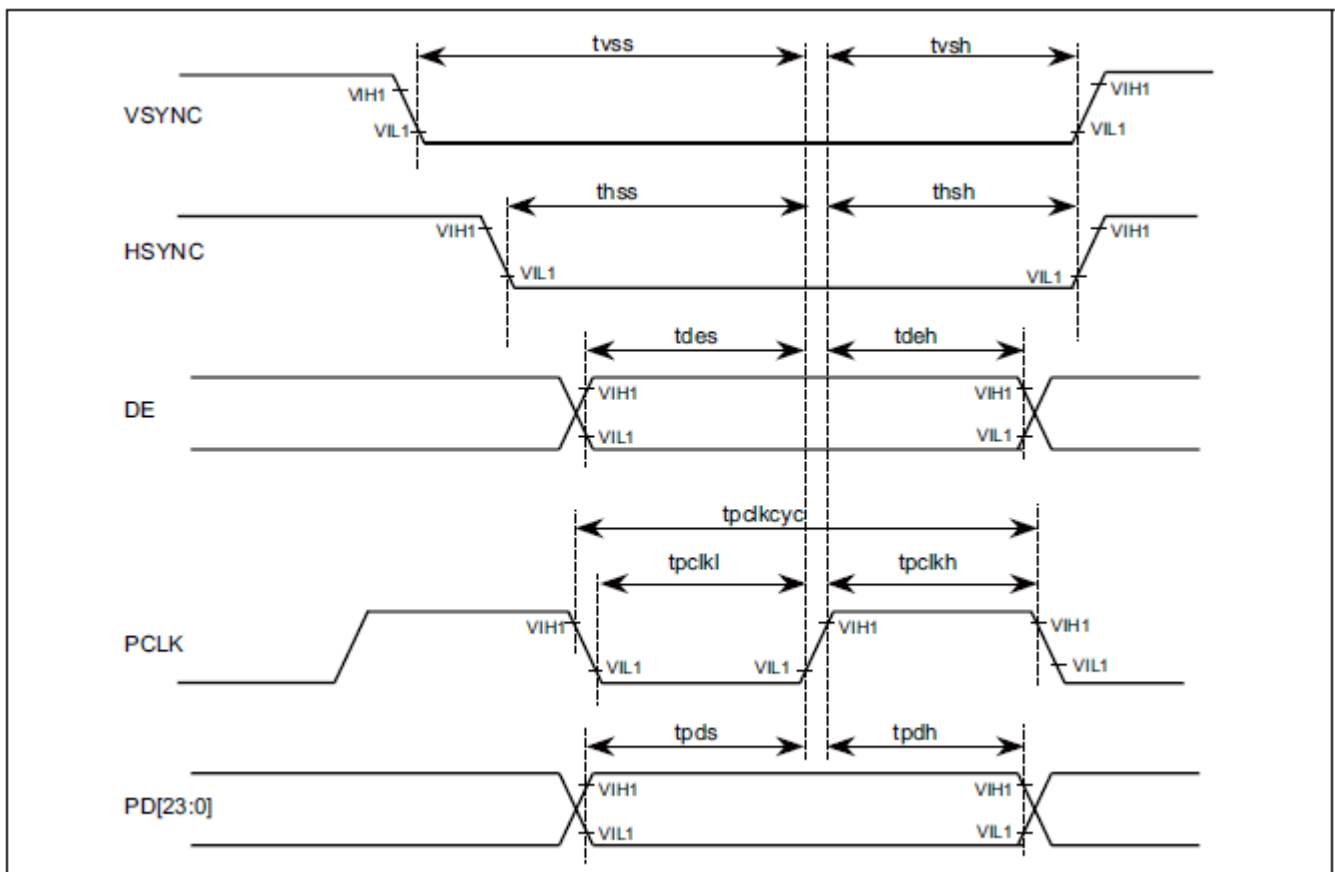 tvss tvsh
VIH1 VIH1
VSYNC
VIL1 VIL1
thss thsh
VIH1 VIH1
HSYNC
VIL1 VIL1
tdes tdeh
VIH1 VIH1
DE
VIL1 VIL1
tpclkcyc
tpclkl tpclkh
VIH1 VIH1 VIH1
PCLK
VIL1 VIL1 VIL1
tpds tpdh
VIH1 VIH1
PD[23:0]
VIL1 VIL1